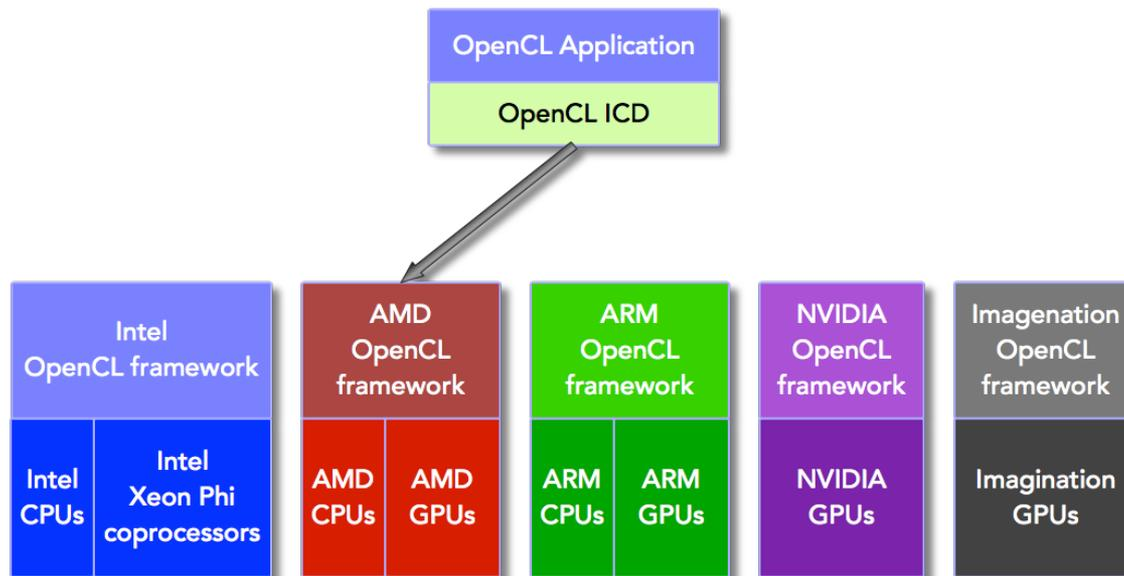 OpenCL Application
OpenCL ICD
Intel
OpenCL framework
AMD
OpenCL
framework
ARM
OpenCL
framework
NVIDIA
OpenCL
framework
Imagenation
OpenCL
framework
Intel
CPUs
Intel
Xeon Phi
coprocessors
AMD
CPUs
AMD
GPUs
ARM
CPUs
ARM
GPUs
NVIDIA
GPUs
Imagination
GPUs